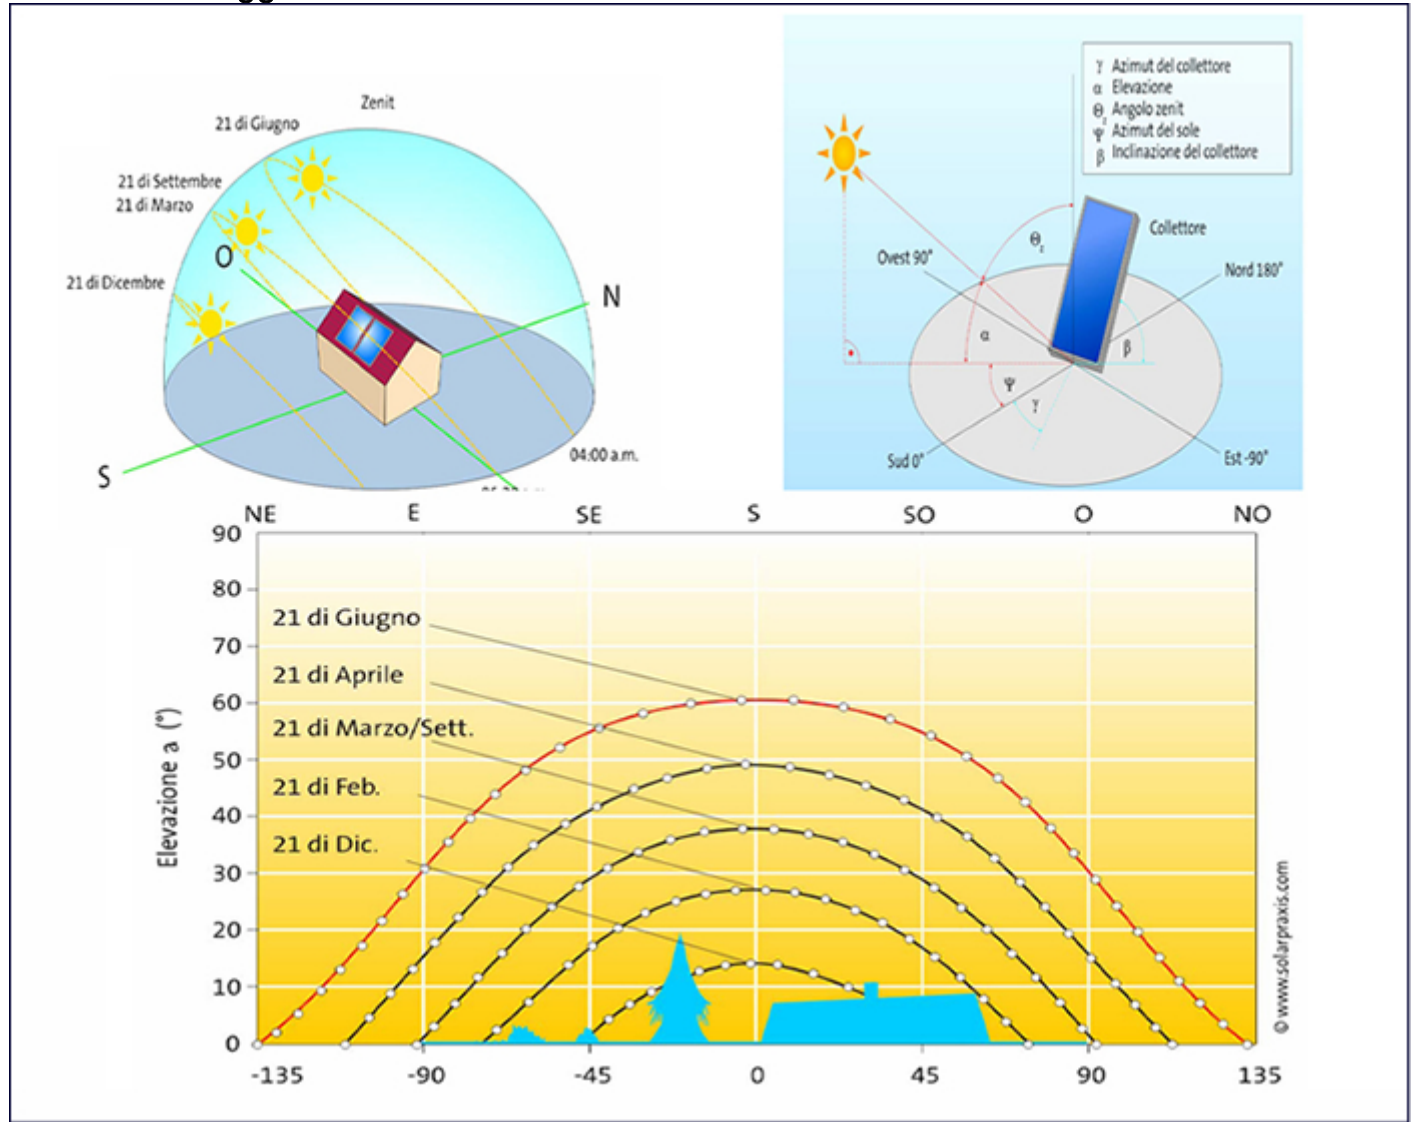 Zenit
21 di Giugno
21 di Settembre
21 di Marzo
O
21 di Dicembre
N
S
04:00 a.m.
γ Azimut del collettore
α Elevazione
Θz Angolo zenit
Ψ Azimut del sole
β Inclinazione del collettore
Collettore
Θz
Ovest 90°
Nord 180°
α
β
Ψ
γ
Sud 0°
Est -90°
NE E SE S SO O NO
90
80
21 di Giugno
70
21 di Aprile
60
21 di Marzo/Sett.
50
21 di Feb.
40
21 di Dic.
30
20
10
0
Elevazione a (°)
-135 -90 -45 0 45 90 135
© www.solarpraxis.com